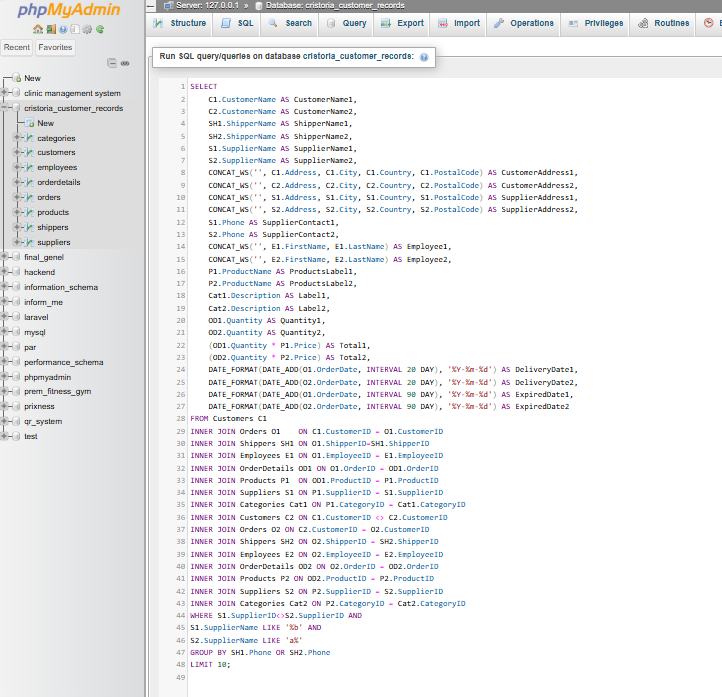 phpMyAdmin
Recent Favorites
New
clinic management system
cristoria_customer_records
New
categories
customers
employees
orderdetails
orders
products
shippers
suppliers
final_genel
hackend
information_schema
inform_me
laravel
mysql
par
performance_schema
phpmyadmin
prem_fitness_gym
prixness
qr_system
test
Server: 127.0.0.1 » Database: cristoria_customer_records
Structure SQL Search Query Export Import Operations Privileges Routines E
Run SQL query/queries on database cristoria_customer_records:
1 SELECT
2 C1.CustomerName AS CustomerName1,
3 C2.CustomerName AS CustomerName2,
4 SH1.ShipperName AS ShipperName1,
5 SH2.ShipperName AS ShipperName2,
6 S1.SupplierName AS SupplierName1,
7 S2.SupplierName AS SupplierName2,
8 CONCAT_WS('', C1.Address, C1.City, C1.Country, C1.PostalCode) AS CustomerAddress1,
9 CONCAT_WS('', C2.Address, C2.City, C2.Country, C2.PostalCode) AS CustomerAddress2,
10 CONCAT_WS('', S1.Address, S1.City, S1.Country, S1.PostalCode) AS SupplierAddress1,
11 CONCAT_WS('', S2.Address, S2.City, S2.Country, S2.PostalCode) AS SupplierAddress2,
12 S1.Phone AS SupplierContact1,
13 S2.Phone AS SupplierContact2,
14 CONCAT_WS('', E1.FirstName, E1.LastName) AS Employee1,
15 CONCAT_WS('', E2.FirstName, E2.LastName) AS Employee2,
16 P1.ProductName AS ProductsLabel1,
17 P2.ProductName AS ProductsLabel2,
18 Cat1.Description AS Label1,
19 Cat2.Description AS Label2,
20 OD1.Quantity AS Quantity1,
21 OD2.Quantity AS Quantity2,
22 (OD1.Quantity * P1.Price) AS Total1,
23 (OD2.Quantity * P2.Price) AS Total2,
24 DATE_FORMAT(DATE_ADD(O1.OrderDate, INTERVAL 20 DAY), '%Y-%m-%d') AS DeliveryDate1,
25 DATE_FORMAT(DATE_ADD(O2.OrderDate, INTERVAL 20 DAY), '%Y-%m-%d') AS DeliveryDate2,
26 DATE_FORMAT(DATE_ADD(O1.OrderDate, INTERVAL 90 DAY), '%Y-%m-%d') AS ExpiredDate1,
27 DATE_FORMAT(DATE_ADD(O2.OrderDate, INTERVAL 90 DAY), '%Y-%m-%d') AS ExpiredDate2
28 FROM Customers C1
29 INNER JOIN Orders O1 ON C1.CustomerID = O1.CustomerID
30 INNER JOIN Shippers SH1 ON O1.ShipperID=SH1.ShipperID
31 INNER JOIN Employees E1 ON O1.EmployeeID = E1.EmployeeID
32 INNER JOIN OrderDetails OD1 ON O1.OrderID = OD1.OrderID
33 INNER JOIN Products P1 ON OD1.ProductID = P1.ProductID
34 INNER JOIN Suppliers S1 ON P1.SupplierID = S1.SupplierID
35 INNER JOIN Categories Cat1 ON P1.CategoryID = Cat1.CategoryID
36 INNER JOIN Customers C2 ON C1.CustomerID <> C2.CustomerID
37 INNER JOIN Orders O2 ON C2.CustomerID = O2.CustomerID
38 INNER JOIN Shippers SH2 ON O2.ShipperID = SH2.ShipperID
39 INNER JOIN Employees E2 ON O2.EmployeeID = E2.EmployeeID
40 INNER JOIN OrderDetails OD2 ON O2.OrderID = OD2.OrderID
41 INNER JOIN Products P2 ON OD2.ProductID = P2.ProductID
42 INNER JOIN Suppliers S2 ON P2.SupplierID = S2.SupplierID
43 INNER JOIN Categories Cat2 ON P2.CategoryID = Cat2.CategoryID
44 WHERE S1.SupplierID<>S2.SupplierID AND
45 S1.SupplierName LIKE '%b' AND
46 S2.SupplierName LIKE 'a%'
47 GROUP BY SH1.Phone OR SH2.Phone
48 LIMIT 10;
49